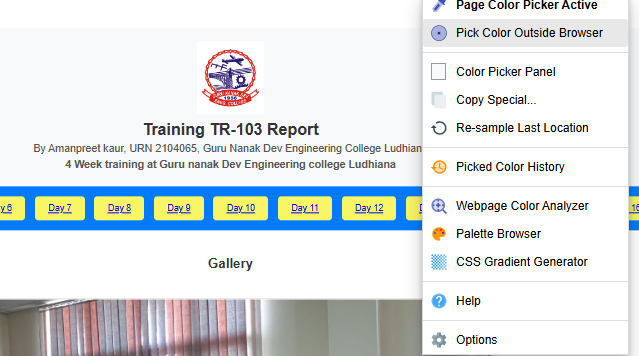 Page Color Picker Active
Pick Color Outside Browser
Color Picker Panel
Copy Special...
Re-sample Last Location
Picked Color History
Webpage Color Analyzer
Palette Browser
CSS Gradient Generator
Help
Options
1956
Training TR-103 Report
By Amanpreet kaur, URN 2104065, Guru Nanak Dev Engineering College Ludhian
4 Week training at Guru nanak Dev Engineering college Ludhiana
y 6 Day 7 Day 8 Day 9 Day 10 Day 11 Day 12 16
Gallery